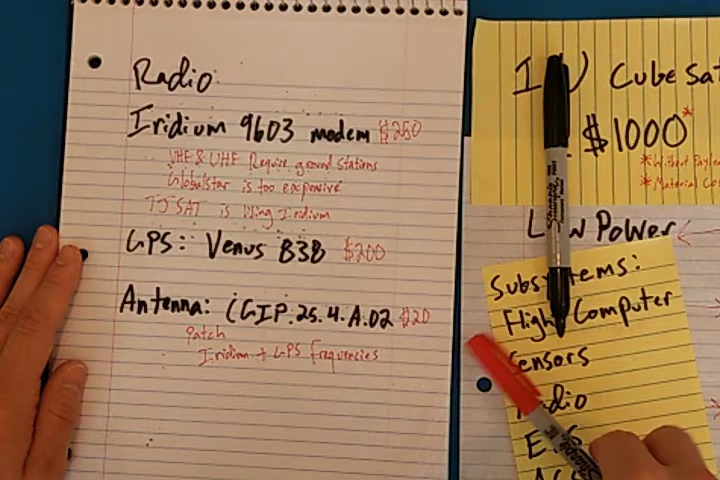 Radio
Iridium 9603 modem $250
VHF & UHF Require ground stations
Globalstar is too expensive
TJ SAT is using Iridium
GPS: Venus 838 $200
Antenna: CGIP.25.4.A.02 $20
Patch
Iridium + GPS frequencies
1U CubeSat
$1000*
*Without
*Material
Low Power
Subsystems:
Flight Computer
Sensors
Radio
EPS